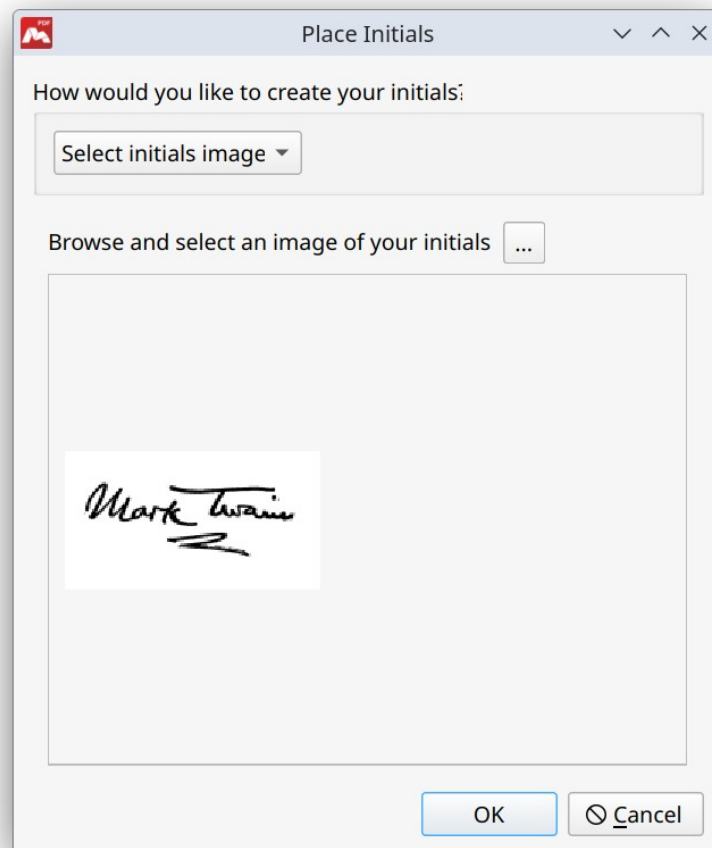 PDF
Place Initials
How would you like to create your initials?
Select initials image
Browse and select an image of your initials ...
Mark Twain
OK
Cancel